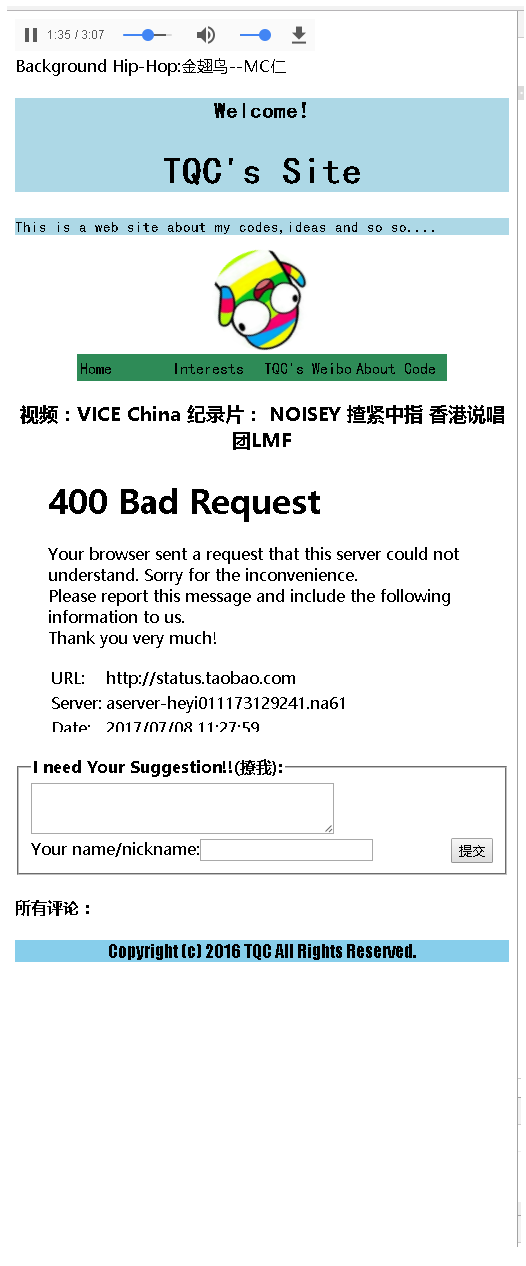 1:35 / 3:07
Background Hip-Hop:金翅鸟--MC仁
Welcome!
TQC's Site
This is a web site about my codes,ideas and so so....
Home Interests TQC's Weibo About Code
视频：VICE China 纪录片： NOISEY 揸紧中指 香港说唱
团LMF
400 Bad Request
Your browser sent a request that this server could not
understand. Sorry for the inconvenience.
Please report this message and include the following
information to us.
Thank you very much!
URL: http://status.taobao.com
Server: aserver-heyi011173129241.na61
Date: 2017/07/08 11:27:59
I need Your Suggestion!!(撩我):
Your name/nickname: 提交
所有评论：
Copyright (c) 2016 TQC All Rights Reserved.